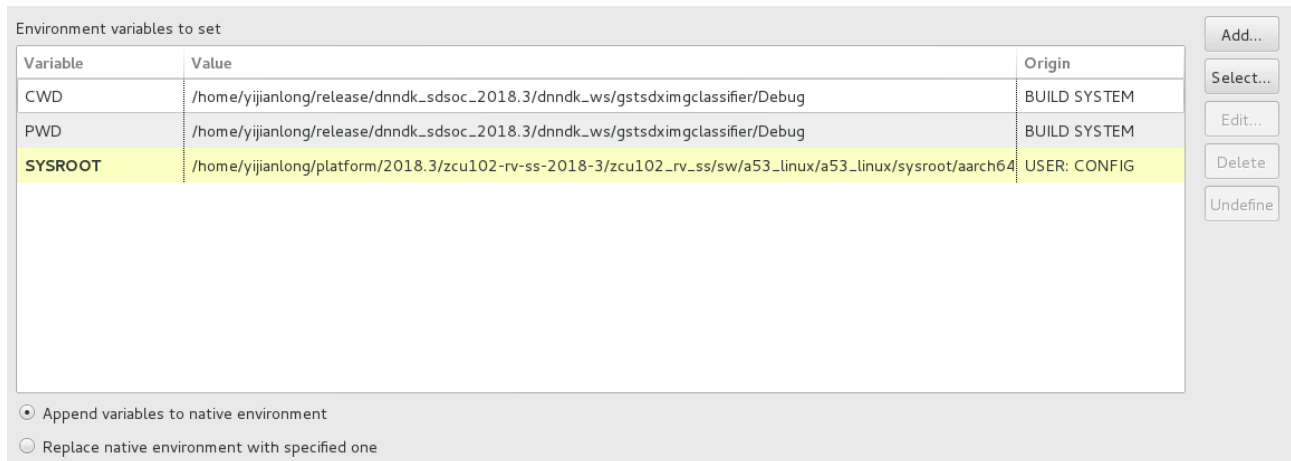 Environment variables to set
Add...
Variable Value Origin
Select...
CWD /home/yijianlong/release/dnndk_sdsoc_2018.3/dnndk_ws/gstsdximgclassifier/Debug BUILD SYSTEM
Edit...
PWD /home/yijianlong/release/dnndk_sdsoc_2018.3/dnndk_ws/gstsdximgclassifier/Debug BUILD SYSTEM
SYSROOT /home/yijianlong/platform/2018.3/zcu102-rv-ss-2018-3/zcu102_rv_ss/sw/a53_linux/a53_linux/sysroot/aarch64 USER: CONFIG
Delete
Undefine
Append variables to native environment
Replace native environment with specified one